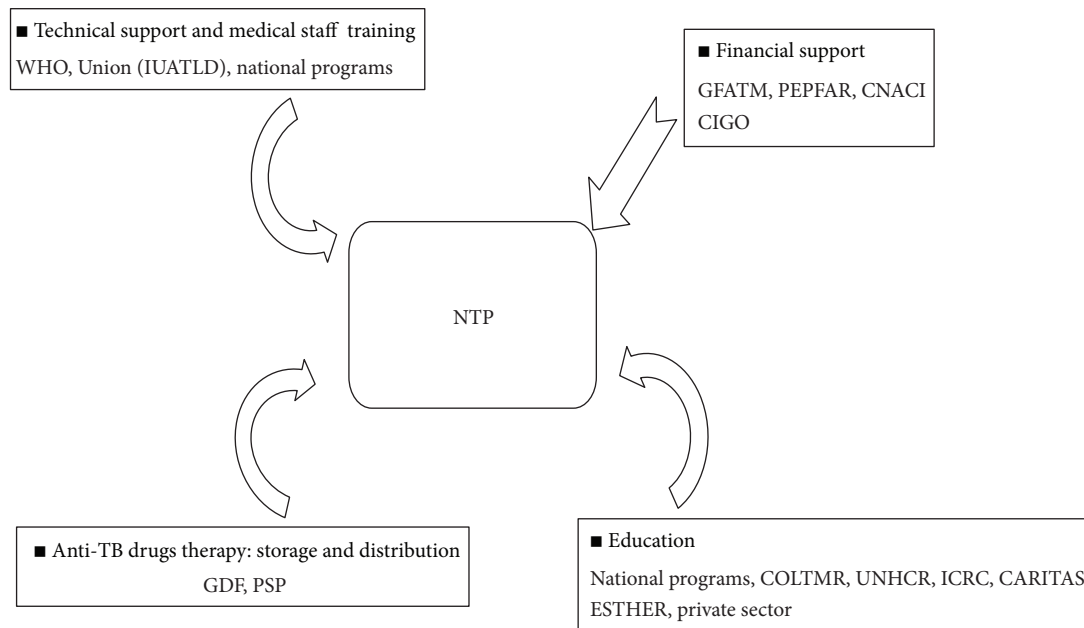 ■ Technical support and medical staff training
WHO, Union (IUATLD), national programs
■ Financial support
GFATM, PEPFAR, CNACI
CIGO
NTP
■ Anti-TB drugs therapy: storage and distribution
GDF, PSP
■ Education
National programs, COLTMR, UNHCR, ICRC, CARITAS
ESTHER, private sector